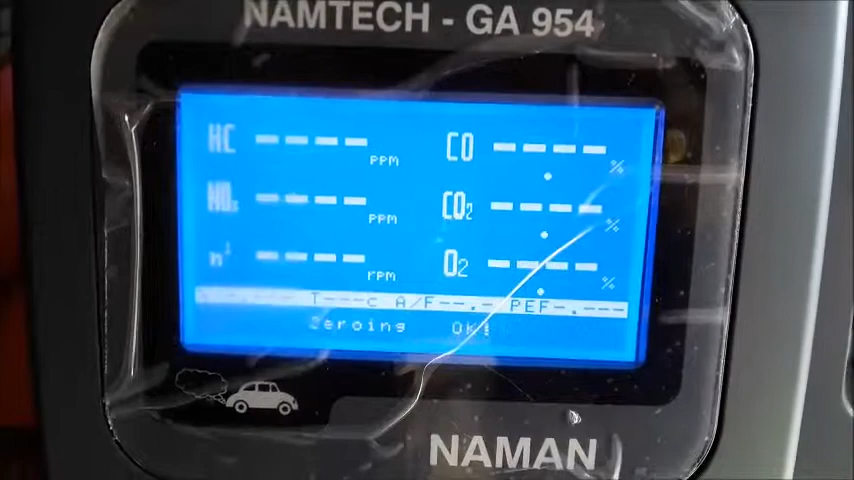 NAMTECH - GA 954
HC ---- PPM CO --.-- %
NOx ---- PPM CO2 --.-- %
---- rpm O2 --.-- %
T---c A/F--.- PEF-.---
Zeroing OK!
NAMAN